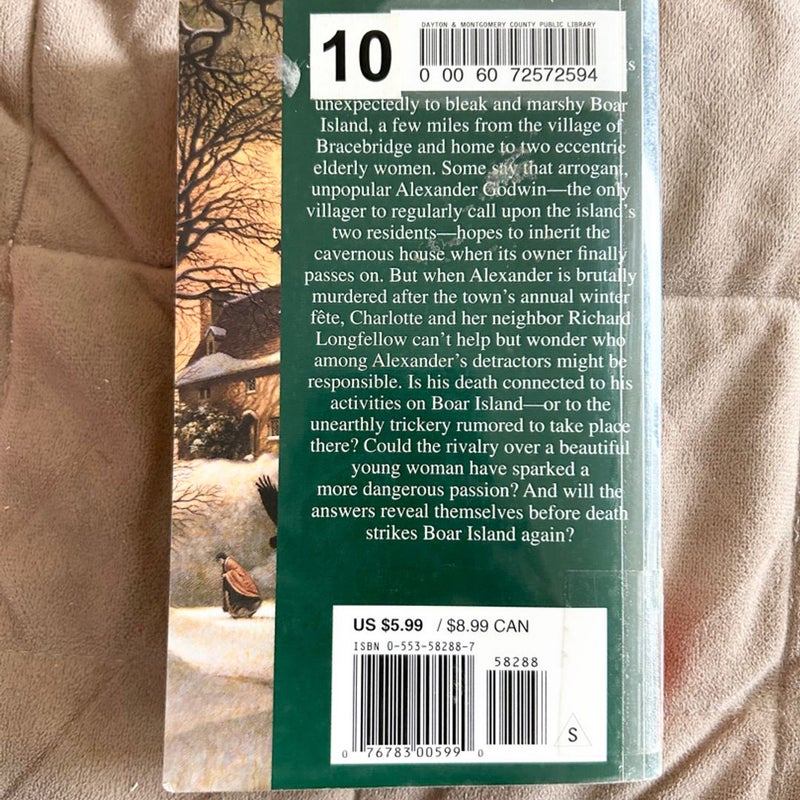 DAYTON & MONTGOMERY COUNTY PUBLIC LIBRARY
10
0 00 60 72572594
unexpectedly to bleak and marshy Boar
Island, a few miles from the village of
Bracebridge and home to two eccentric
elderly women. Some say that arrogant,
unpopular Alexander Godwin—the only
villager to regularly call upon the island's
two residents—hopes to inherit the
cavernous house when its owner finally
passes on. But when Alexander is brutally
murdered after the town's annual winter
fête, Charlotte and her neighbor Richard
Longfellow can't help but wonder who
among Alexander's detractors might be
responsible. Is his death connected to his
activities on Boar Island—or to the
unearthly trickery rumored to take place
there? Could the rivalry over a beautiful
young woman have sparked a
more dangerous passion? And will the
answers reveal themselves before death
strikes Boar Island again?
US $5.99 / $8.99 CAN
ISBN 0-553-58288-7
58288
0 76783 00599 0
S